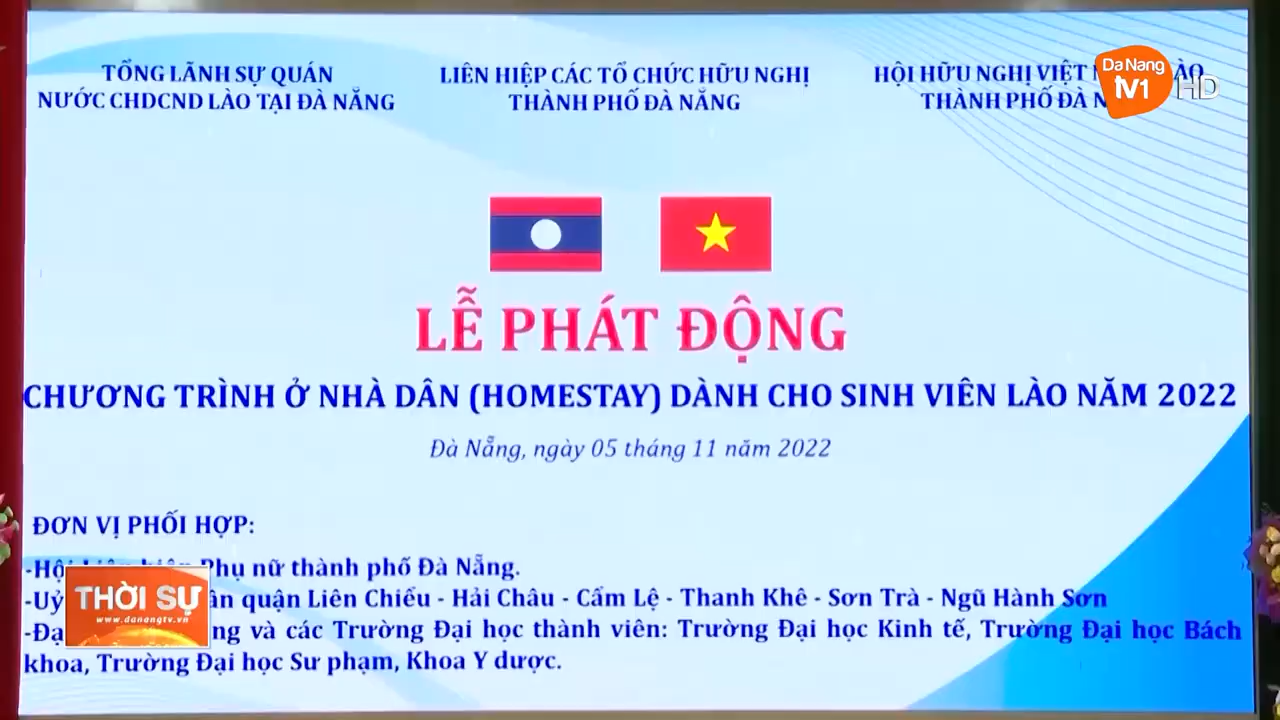 TỔNG LÃNH SỰ QUÁN
NƯỚC CHDCND LÀO TẠI ĐÀ NẴNG
LIÊN HIỆP CÁC TỔ CHỨC HỮU NGHỊ
THÀNH PHỐ ĐÀ NẴNG
HỘI HỮU NGHỊ VIỆT
THÀNH PHỐ ĐÀ
Da Nang
TV1
HD
LỄ PHÁT ĐỘNG
CHƯƠNG TRÌNH Ở NHÀ DÂN (HOMESTAY) DÀNH CHO SINH VIÊN LÀO NĂM 2022
Đà Nẵng, ngày 05 tháng 11 năm 2022
ĐƠN VỊ PHỐI HỢP:
-Hội Phụ nữ thành phố Đà Nẵng.
-Uỷ quận Liên Chiểu - Hải Châu - Cẩm Lệ - Thanh Khê - Sơn Trà - Ngũ Hành Sơn
và các Trường Đại học thành viên: Trường Đại học Kinh tế, Trường Đại học Bách
khoa, Trường Đại học Sư phạm, Khoa Y dược.
THỜI SỰ
www.danangtv.vn